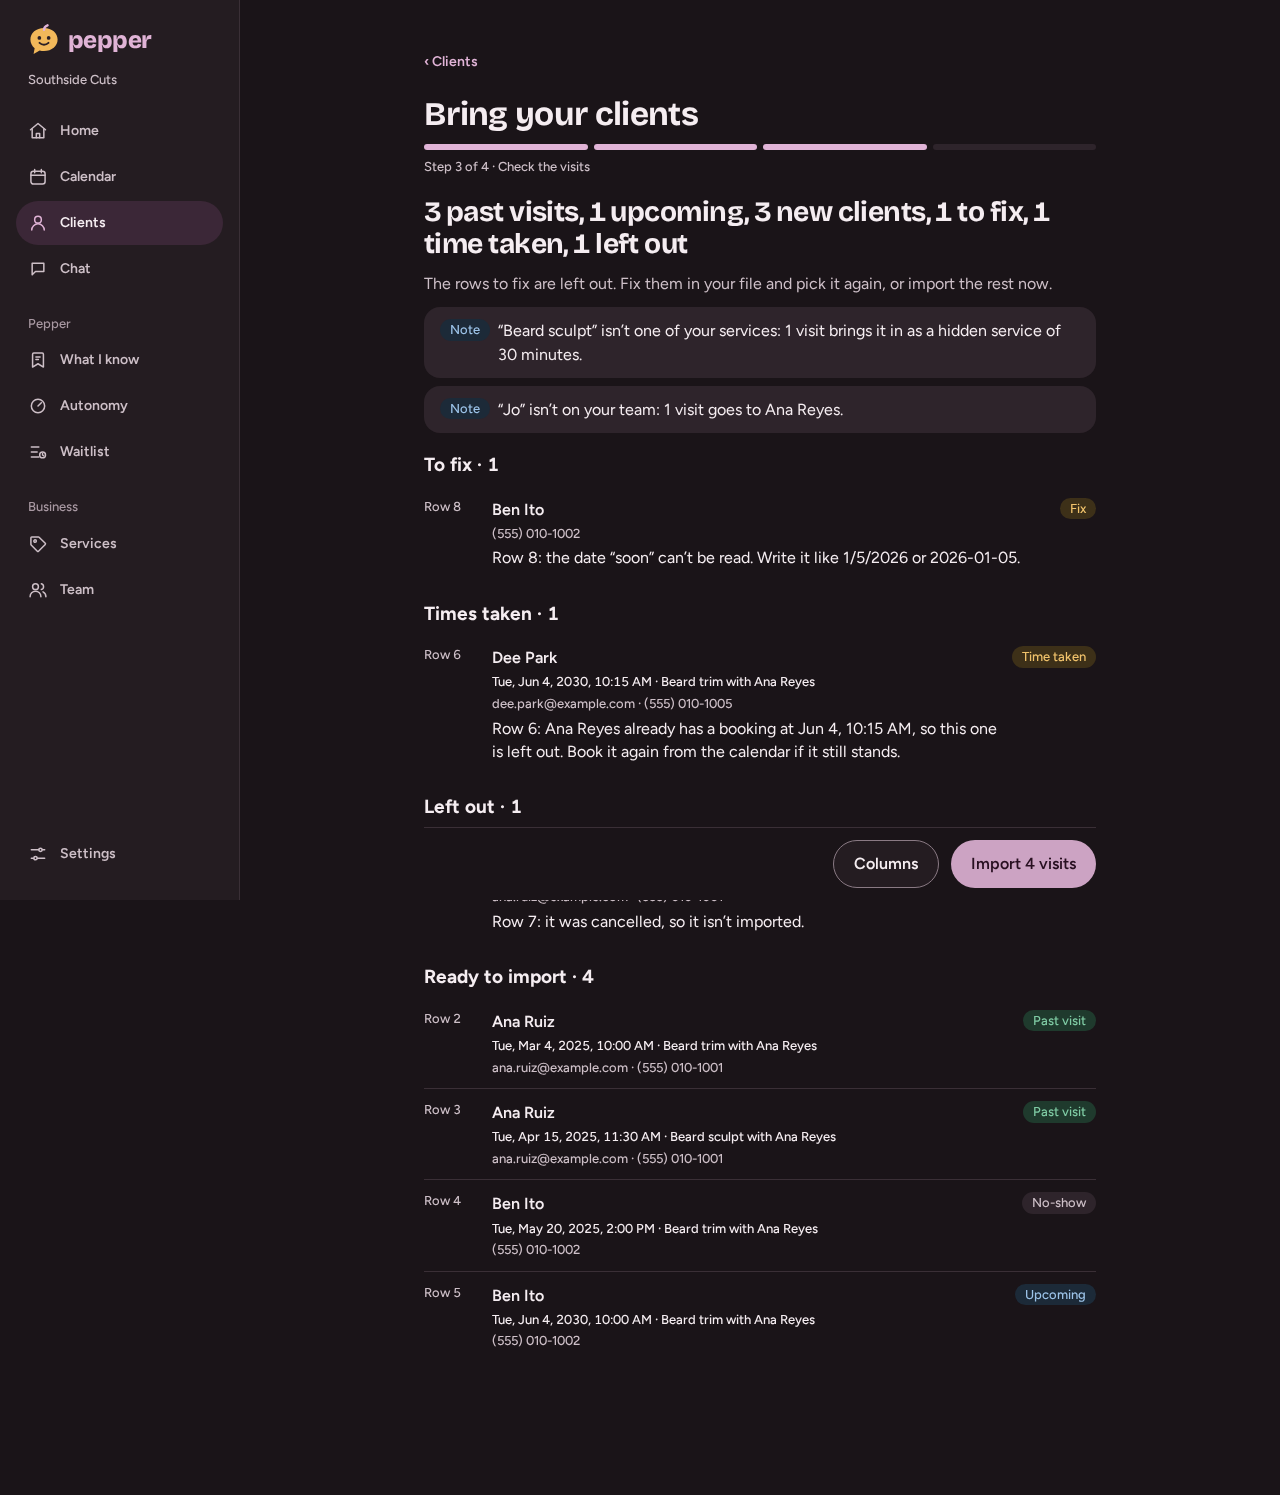 pepper
Southside Cuts
Home
Calendar
Clients
Chat
Pepper
What I know
Autonomy
Waitlist
Business
Services
Team
Settings
‹ Clients
Bring your clients
Step 3 of 4 · Check the visits
3 past visits, 1 upcoming, 3 new clients, 1 to fix, 1
time taken, 1 left out
The rows to fix are left out. Fix them in your file and pick it again, or import the rest now.
Note “Beard sculpt” isn’t one of your services: 1 visit brings it in as a hidden service of
30 minutes.
Note “Jo” isn’t on your team: 1 visit goes to Ana Reyes.
To fix · 1
Row 8 Ben Ito Fix
(555) 010-1002
Row 8: the date “soon” can’t be read. Write it like 1/5/2026 or 2026-01-05.
Times taken · 1
Row 6 Dee Park Time taken
Tue, Jun 4, 2030, 10:15 AM · Beard trim with Ana Reyes
dee.park@example.com · (555) 010-1005
Row 6: Ana Reyes already has a booking at Jun 4, 10:15 AM, so this one
is left out. Book it again from the calendar if it still stands.
Left out · 1
Columns Import 4 visits
Row 7: it was cancelled, so it isn’t imported.
Ready to import · 4
Row 2 Ana Ruiz Past visit
Tue, Mar 4, 2025, 10:00 AM · Beard trim with Ana Reyes
ana.ruiz@example.com · (555) 010-1001
Row 3 Ana Ruiz Past visit
Tue, Apr 15, 2025, 11:30 AM · Beard sculpt with Ana Reyes
ana.ruiz@example.com · (555) 010-1001
Row 4 Ben Ito No-show
Tue, May 20, 2025, 2:00 PM · Beard trim with Ana Reyes
(555) 010-1002
Row 5 Ben Ito Upcoming
Tue, Jun 4, 2030, 10:00 AM · Beard trim with Ana Reyes
(555) 010-1002